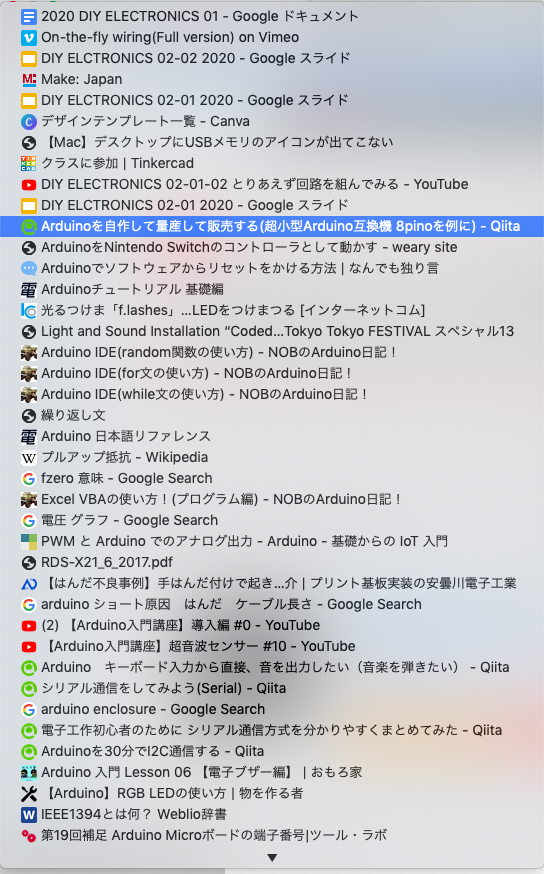 2020 DIY ELECTRONICS 01 - Google ドキュメント
On-the-fly wiring(Full version) on Vimeo
DIY ELCTRONICS 02-02 2020 - Google スライド
Make: Japan
DIY ELCTRONICS 02-01 2020 - Google スライド
デザインテンプレート一覧 - Canva
【Mac】デスクトップにUSBメモリのアイコンが出てこない
クラスに参加 | Tinkercad
DIY ELECTRONICS 02-01-02 とりあえず回路を組んでみる - YouTube
DIY ELCTRONICS 02-01 2020 - Google スライド
Arduinoを自作して量産して販売する(超小型Arduino互換機 8pinoを例に) - Qiita
ArduinoをNintendo Switchのコントローラとして動かす - weary site
Arduinoでソフトウェアからリセットをかける方法 | なんでも独り言
Arduinoチュートリアル 基礎編
光るつけま「f.lashes」...LEDをつけまつる [インターネットコム]
Light and Sound Installation “Coded...Tokyo Tokyo FESTIVAL スペシャル13
Arduino IDE(random関数の使い方) - NOBのArduino日記！
Arduino IDE(for文の使い方) - NOBのArduino日記！
Arduino IDE(while文の使い方) - NOBのArduino日記！
繰り返し文
Arduino 日本語リファレンス
プルアップ抵抗 - Wikipedia
fzero 意味 - Google Search
Excel VBAの使い方！(プログラム編) - NOBのArduino日記！
電圧 グラフ - Google Search
PWM と Arduino でのアナログ出力 - Arduino - 基礎からの IoT 入門
RDS-X21_6_2017.pdf
【はんだ不良事例】手はんだ付けで起き...介 | プリント基板実装の安曇川電子工業
arduino ショート原因　はんだ　ケーブル長さ - Google Search
(2) 【Arduino入門講座】導入編 #0 - YouTube
【Arduino入門講座】超音波センサー #10 - YouTube
Arduino　キーボード入力から直接、音を出力したい（音楽を弾きたい） - Qiita
シリアル通信をしてみよう(Serial) - Qiita
arduino enclosure - Google Search
電子工作初心者のために シリアル通信方式を分かりやすくまとめてみた - Qiita
Arduinoを30分でI2C通信する - Qiita
Arduino 入門 Lesson 06 【電子ブザー編】 | おもろ家
【Arduino】RGB LEDの使い方 | 物を作る者
IEEE1394とは何？ Weblio辞書
第19回補足 Arduino Microボードの端子番号|ツール・ラボ